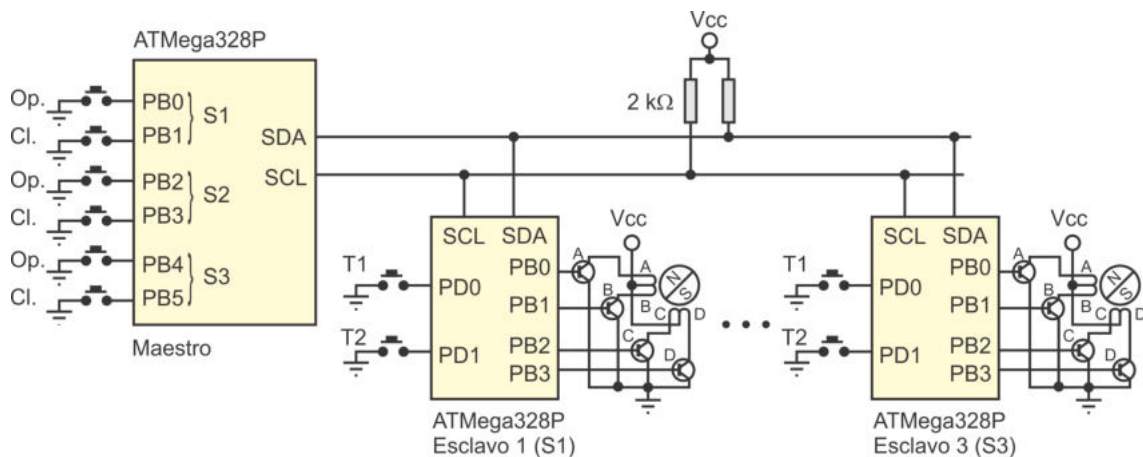 ATMega328P
Op.
PB0
S1
Cl.
PB1
SDA
Op.
PB2
S2
SCL
Cl.
PB3
Op.
PB4
S3
Cl.
PB5
Maestro
Vcc
2 kΩ
SCL SDA
T1
PD0
T2
PD1
PB0
PB1
PB2
PB3
Vcc
A
A
B
B
C
D
C
D
N
S
ATMega328P
Esclavo 1 (S1)
SCL SDA
T1
PD0
T2
PD1
PB0
PB1
PB2
PB3
Vcc
A
A
B
B
C
D
C
D
N
S
ATMega328P
Esclavo 3 (S3)